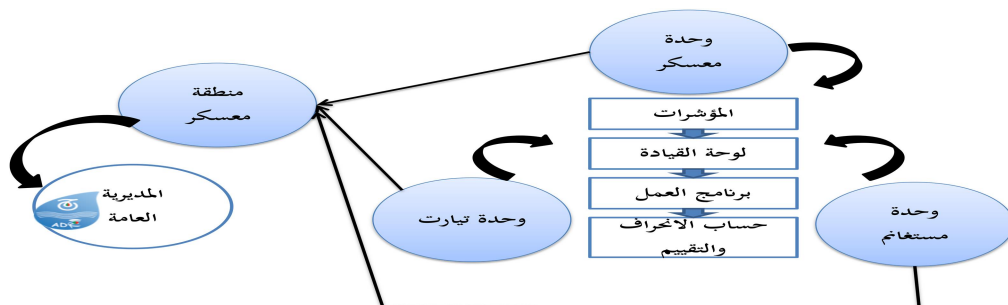 وحدة
معسكر
منطقة
معسكر
المؤشرات
لوحة القيادة
برنامج العمل
حساب الانحراف
والتقييم
المديرية
العامة
وحدة تيارت
وحدة
مستغانم